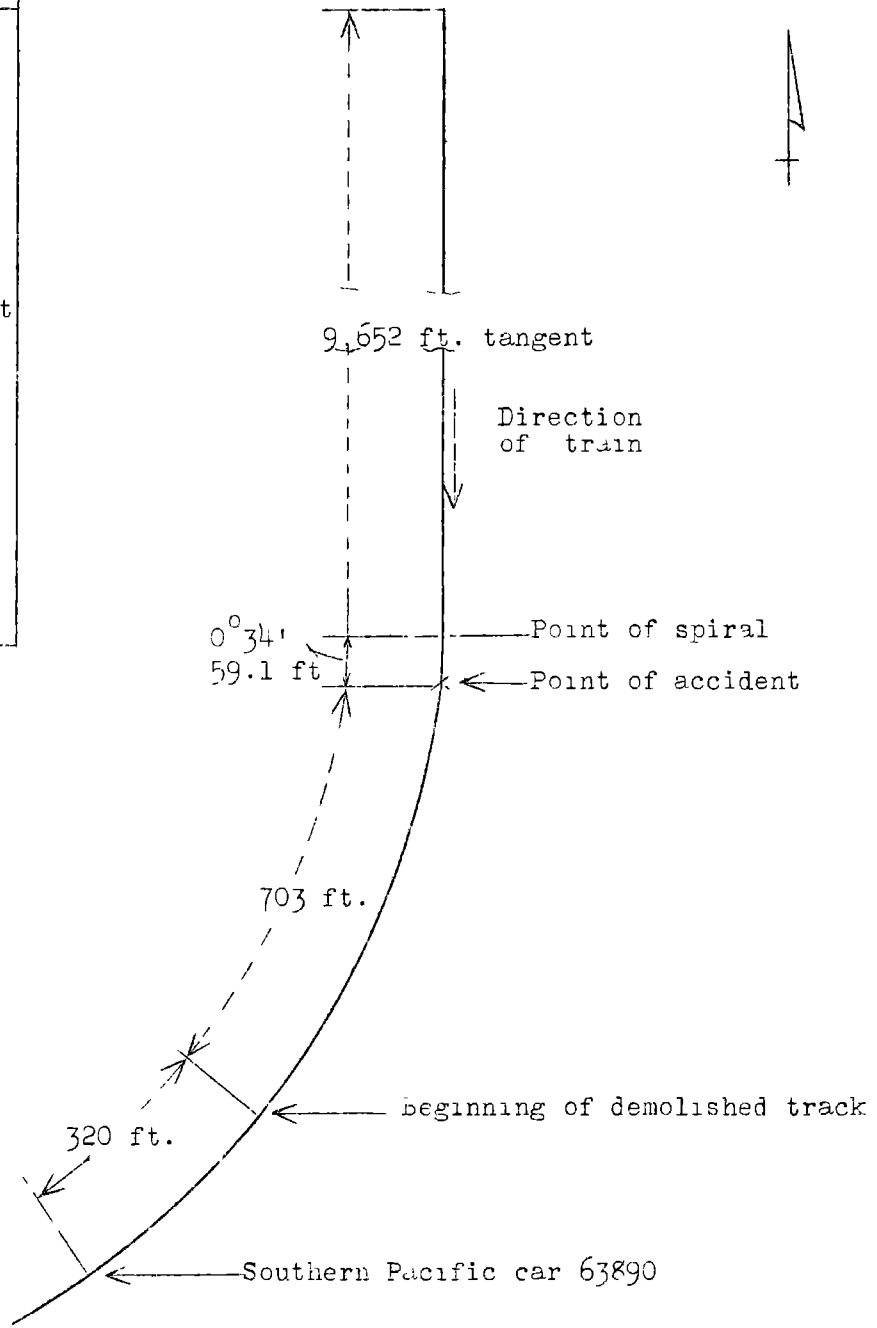 t
9,652 ft. tangent
Direction
of train
0°34'
59.1 ft
Point of spiral
Point of accident
703 ft.
beginning of demolished track
320 ft.
Southern Pacific car 63890